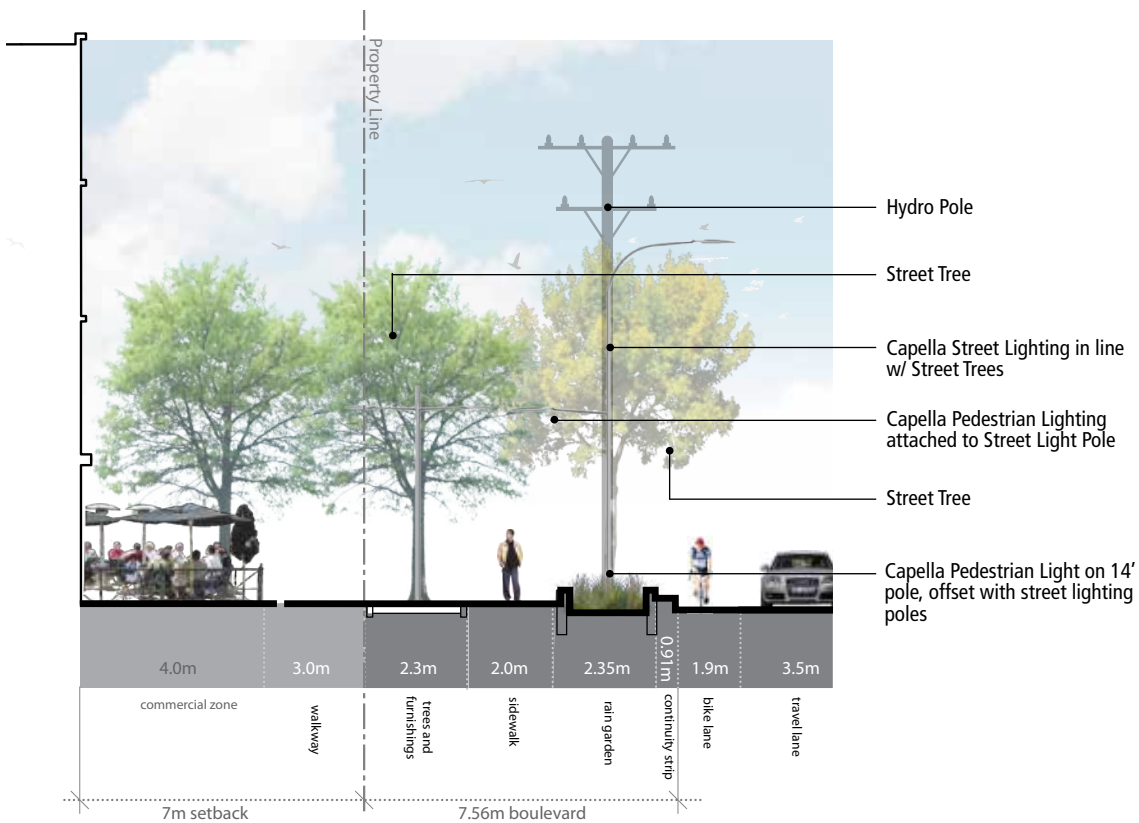 Property Line
Hydro Pole
Street Tree
Capella Street Lighting in line
w/ Street Trees
Capella Pedestrian Lighting
attached to Street Light Pole
Street Tree
Capella Pedestrian Light on 14'
pole, offset with street lighting
poles
4.0m
3.0m
2.3m
2.0m
2.35m
0.91m
1.9m
3.5m
commercial zone
walkway
trees and
furnishings
sidewalk
rain garden
continuity strip
bike lane
travel lane
7m setback
7.56m boulevard